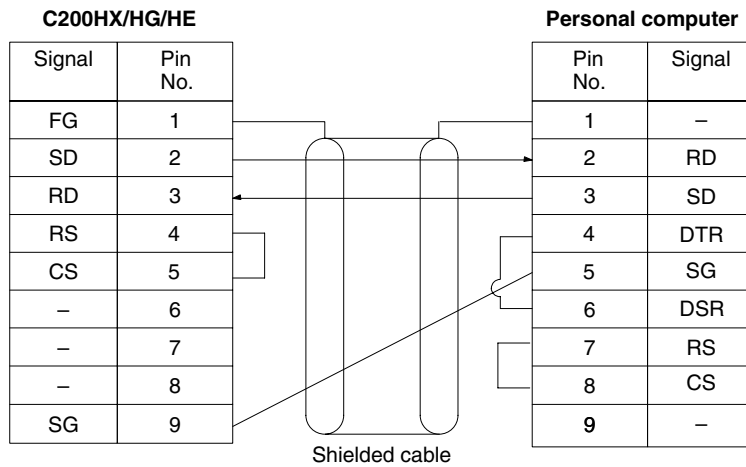 C200HX/HG/HE Personal computer
Signal Pin No. Pin No. Signal
FG 1 1 –
SD 2 2 RD
RD 3 3 SD
RS 4 4 DTR
CS 5 5 SG
– 6 6 DSR
– 7 7 RS
– 8 8 CS
SG 9 9 –
Shielded cable